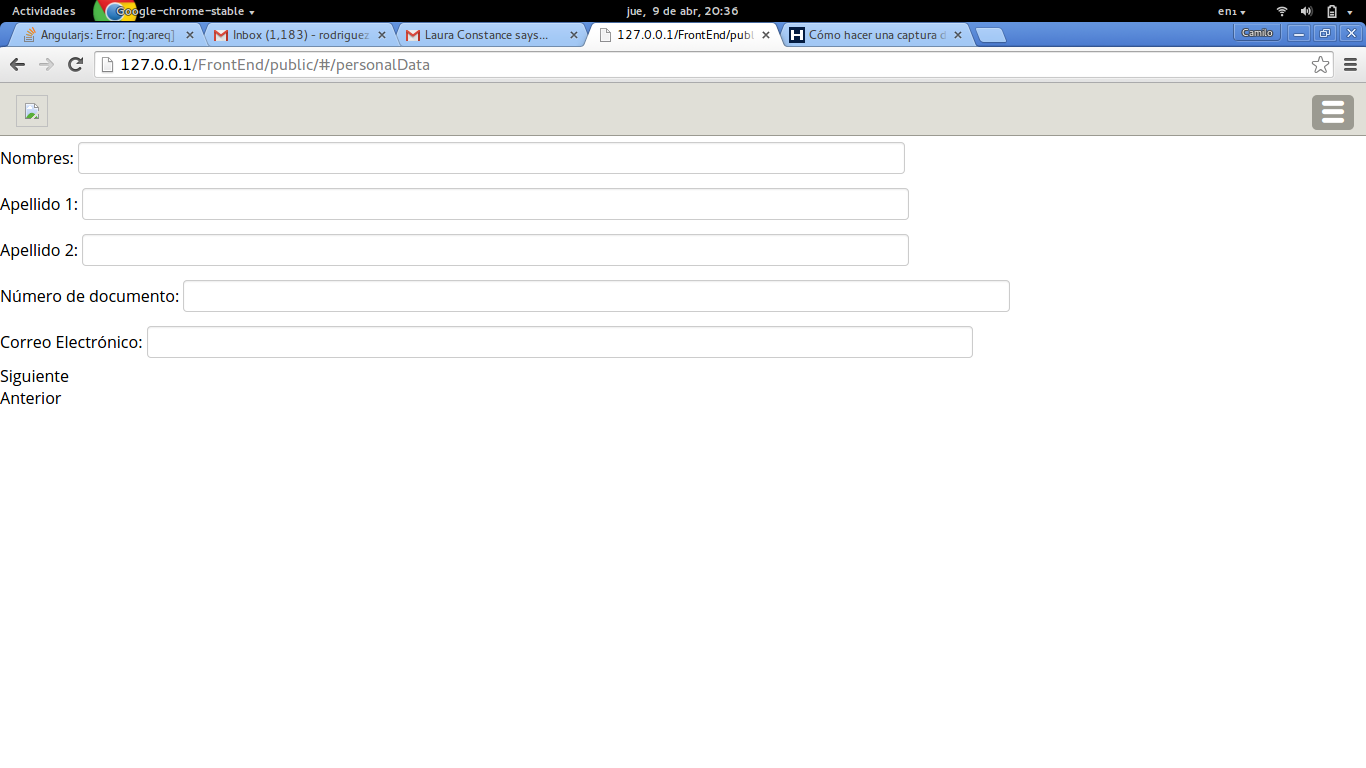 Actividades Google-chrome-stable jue, 9 de abr, 20:36 en₁
Angularjs: Error: [ng:areq] Inbox (1,183) - rodriguez Laura Constance says... 127.0.0.1/FrontEnd/publ Cómo hacer una captura d Camilo
127.0.0.1/FrontEnd/public/#/personalData
Nombres:
Apellido 1:
Apellido 2:
Número de documento:
Correo Electrónico:
Siguiente
Anterior